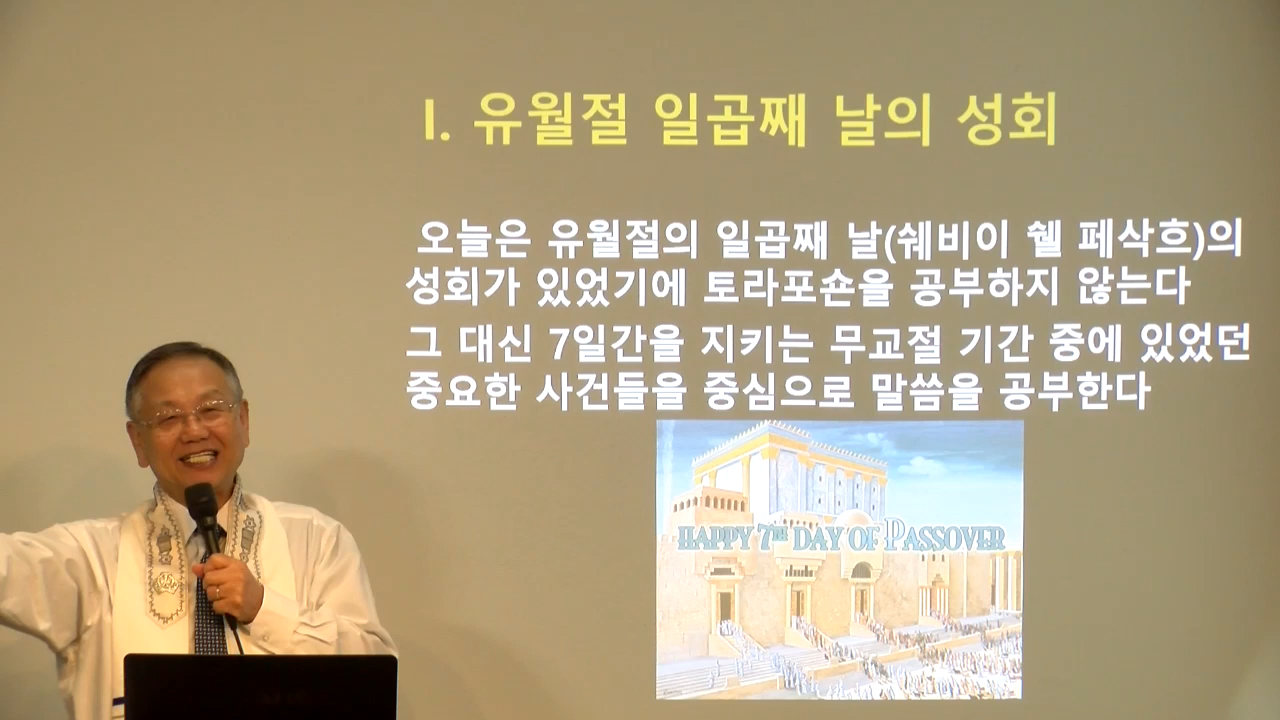 I. 유월절 일곱째 날의 성회
오늘은 유월절의 일곱째 날(쉐비이 쉘 페삭흐)의
성회가 있었기에 토라포숀을 공부하지 않는다
그 대신 7일간을 지키는 무교절 기간 중에 있었던
중요한 사건들을 중심으로 말씀을 공부한다
HAPPY 7TH DAY OF PASSOVER